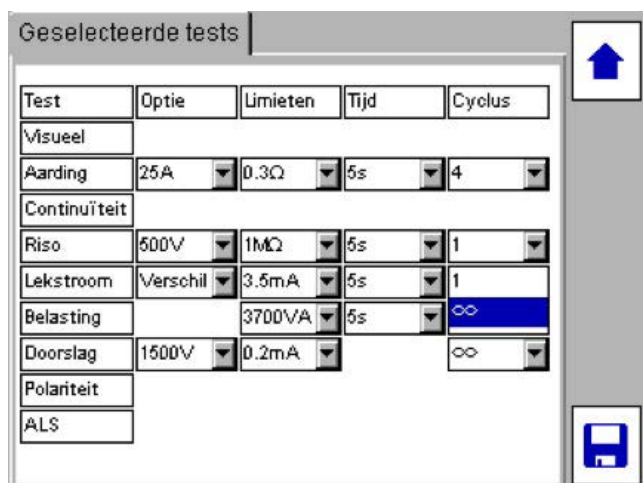 Geselecteerde tests
Test Optie Limieten Tijd Cyclus
Visueel
Aarding 25A 0.3Ω 5s 4
Continuïteit
Riso 500V 1MΩ 5s 1
Lekstroom Verschil 3.5mA 5s 1
Belasting 3700VA 5s ∞
Doorslag 1500V 0.2mA ∞
Polariteit
ALS